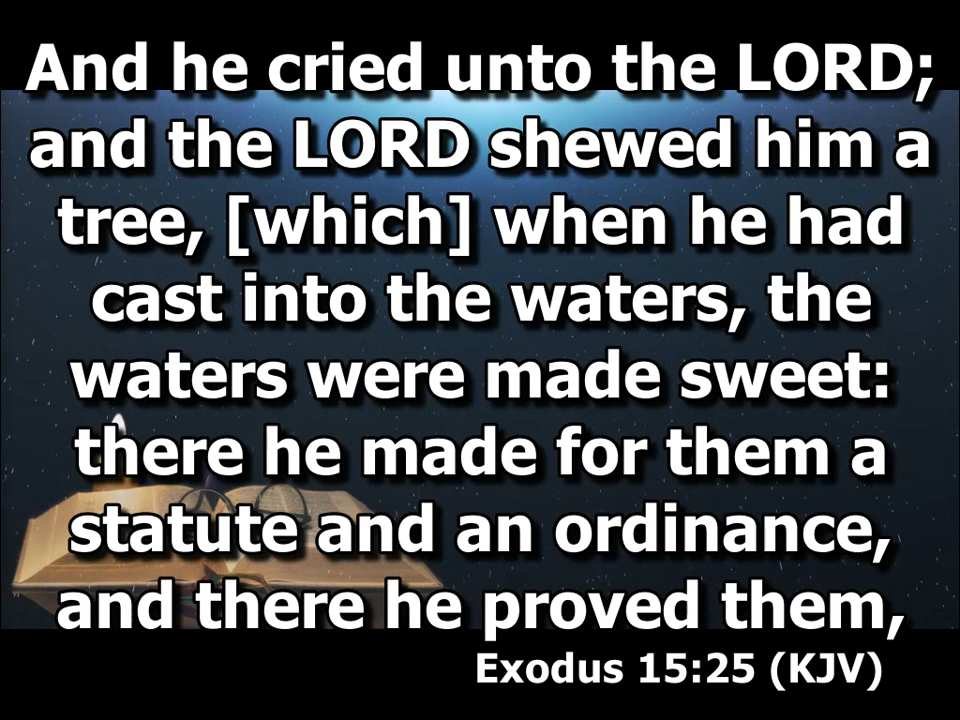 And he cried unto the LORD;
and the LORD shewed him a
tree, [which] when he had
cast into the waters, the
waters were made sweet:
there he made for them a
statute and an ordinance,
and there he proved them,
Exodus 15:25 (KJV)